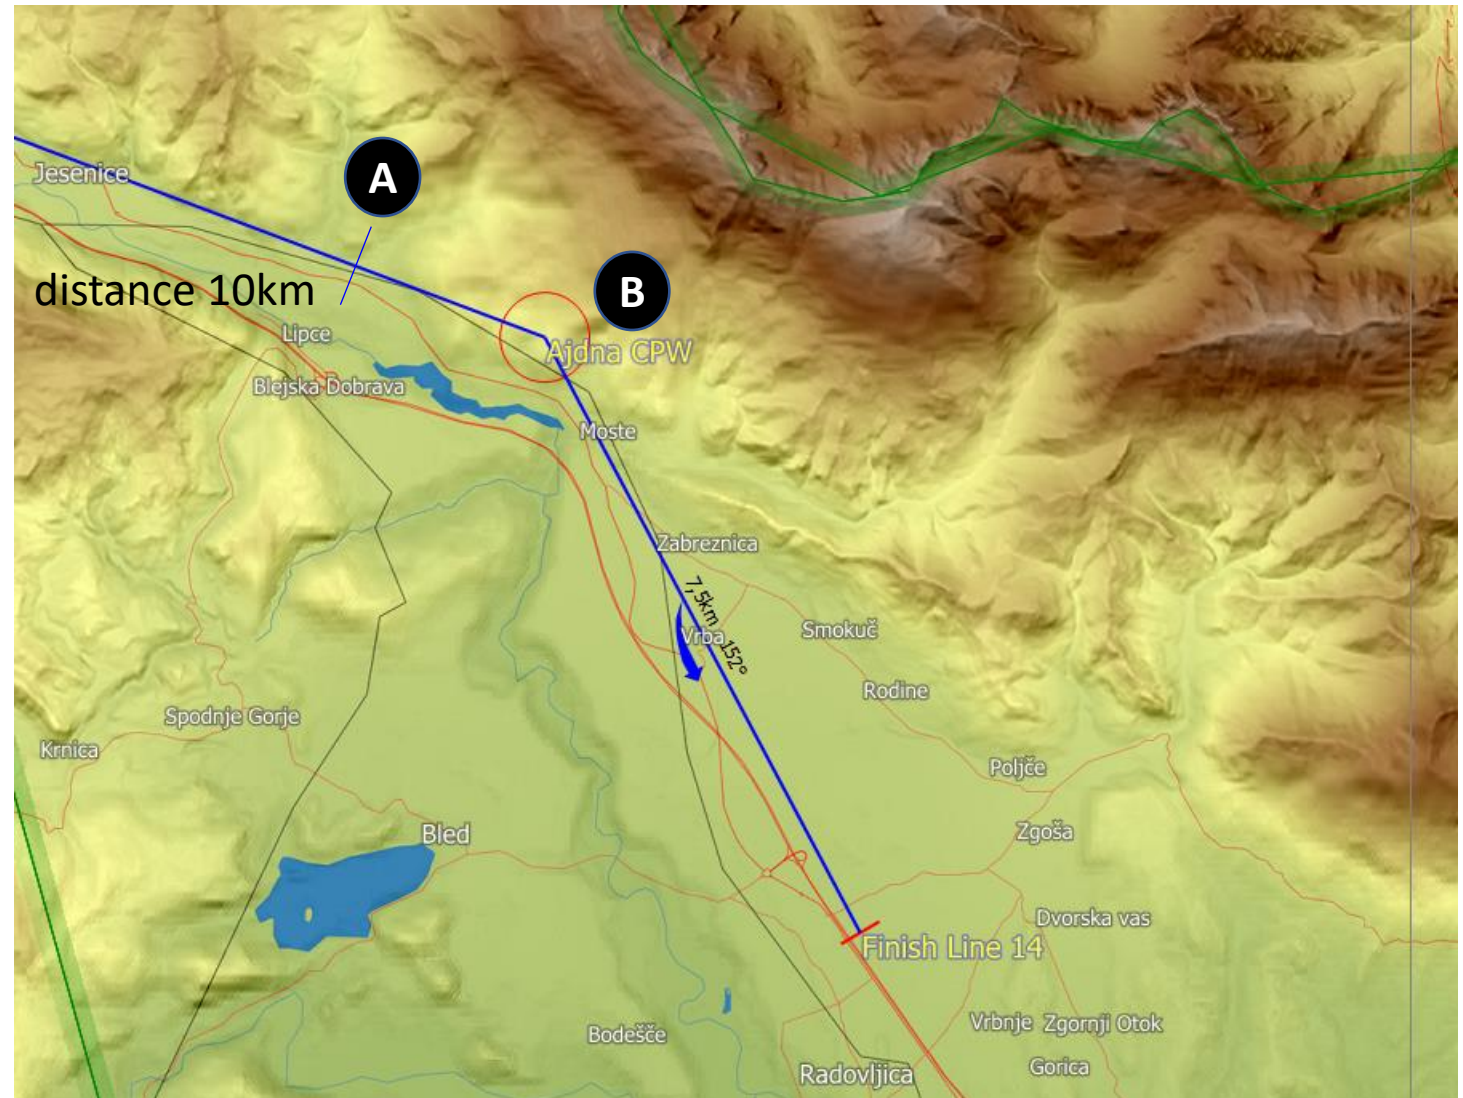 Jesenice
A
distance 10km
B
Lipce
Ajdna CPW
Blejska Dobrava
Moste
Zabreznica
7,5km 152°
Vrba
Smokuč
Rodine
Spodnje Gorje
Krnica
Poljče
Zgoša
Bled
Dvorska vas
Finish Line 14
Vrbnje
Zgornji Otok
Bodešče
Gorica
Radovljica